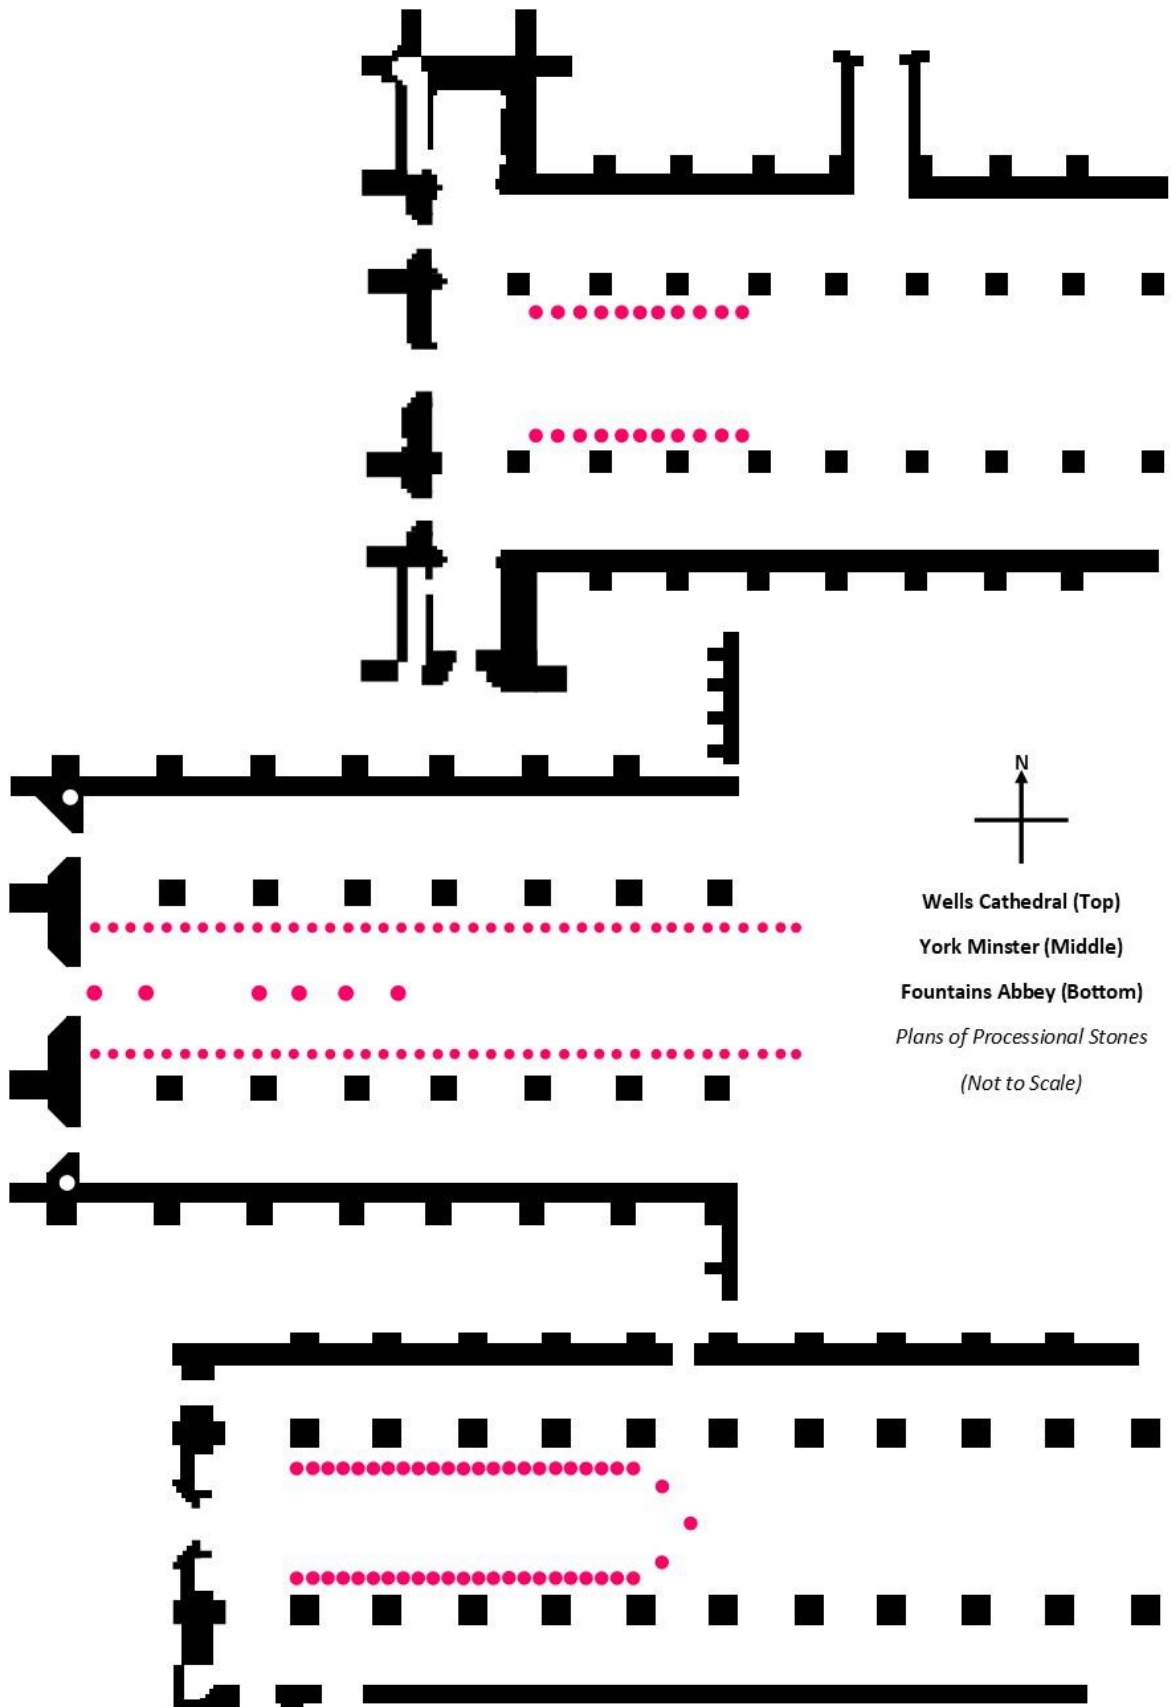 N
Wells Cathedral (Top)
York Minster (Middle)
Fountains Abbey (Bottom)
Plans of Processional Stones
(Not to Scale)